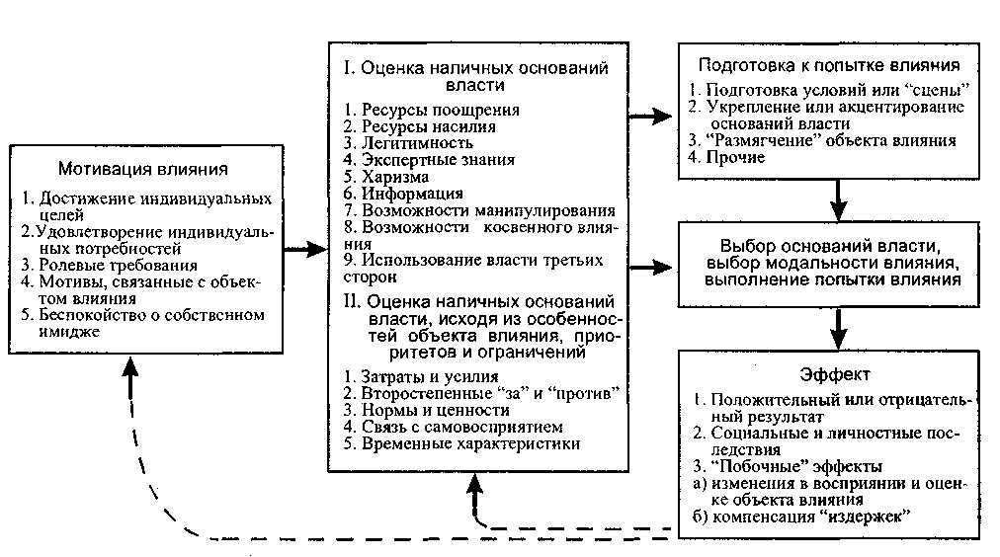 Мотивация влияния
1. Достижение индивидуальных
целей
2.Удовлетворение индивидуаль-
ных потребностей
3. Ролевые требования
4. Мотивы, связанные с объек-
том влияния
5. Беспокойство о собственном
имидже
I. Оценка наличных оснований
власти
1. Ресурсы поощрения
2. Ресурсы насилия
3. Легитимность
4. Экспертные знания
5. Харизма
6. Информация
7. Возможности манипулирования
8. Возможности косвенного влия-
ния
9. Использование власти третьих
сторон
II. Оценка наличных оснований
власти, исходя из особеннос-
тей объекта влияния, прио-
ритетов и ограничений
1. Затраты и усилия
2. Второстепенные “за” и “против”
3. Нормы и ценности
4. Связь с самовосприятием
5. Временные характеристики
Подготовка к попытке влияния
1. Подготовка условий или “сцены”
2. Укрепление или акцентирование
оснований власти
3. “Размягчение” объекта влияния
4. Прочие
Выбор оснований власти,
выбор модальности влияния,
выполнение попытки влияния
Эффект
1. Положительный или отрицатель-
ный результат
2. Социальные и личностные пос-
ледствия
3. “Побочные” эффекты
а) изменения в восприянии и оцен-
ке объекта влияния
б) компенсация “издержек”